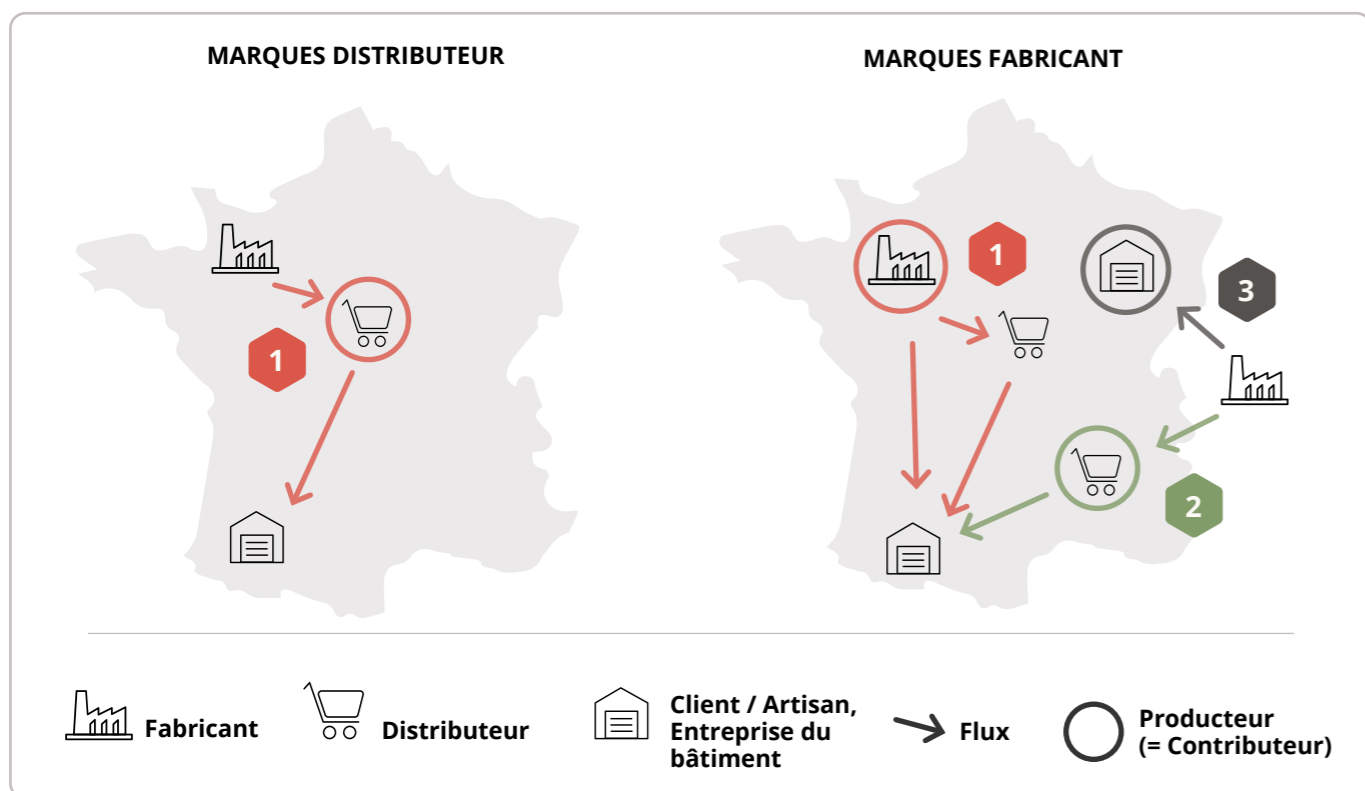 MARQUES DISTRIBUTEUR
MARQUES FABRICANT
1
1
3
2
Fabricant
Distributeur
Client / Artisan,
Entreprise du
bâtiment
Flux
Producteur
(= Contributeur)